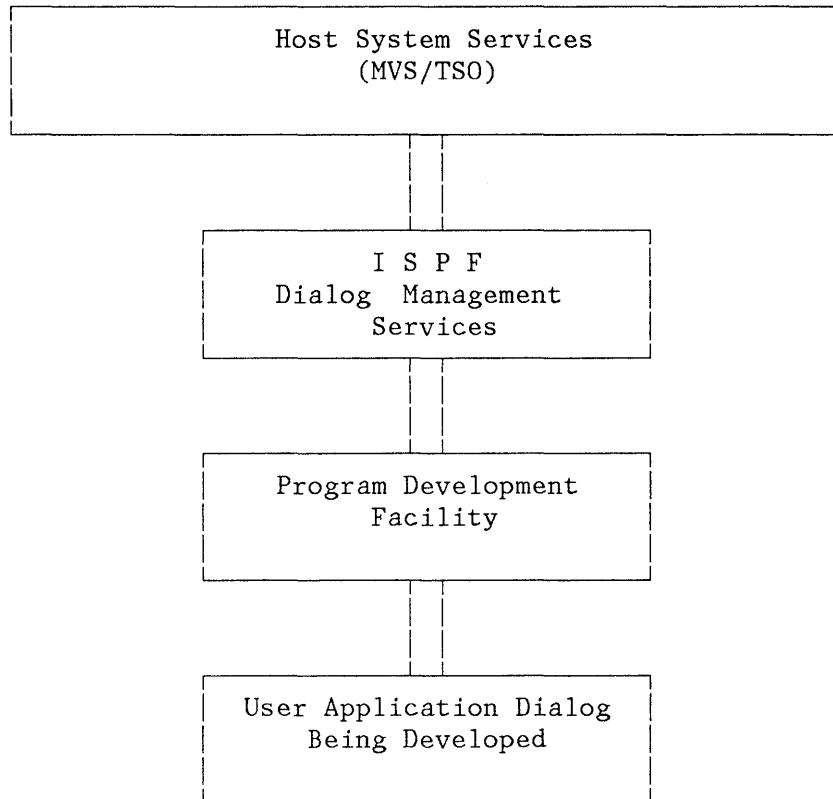 Host System Services
(MVS/TSO)
I S P F
Dialog Management
Services
Program Development
Facility
User Application Dialog
Being Developed